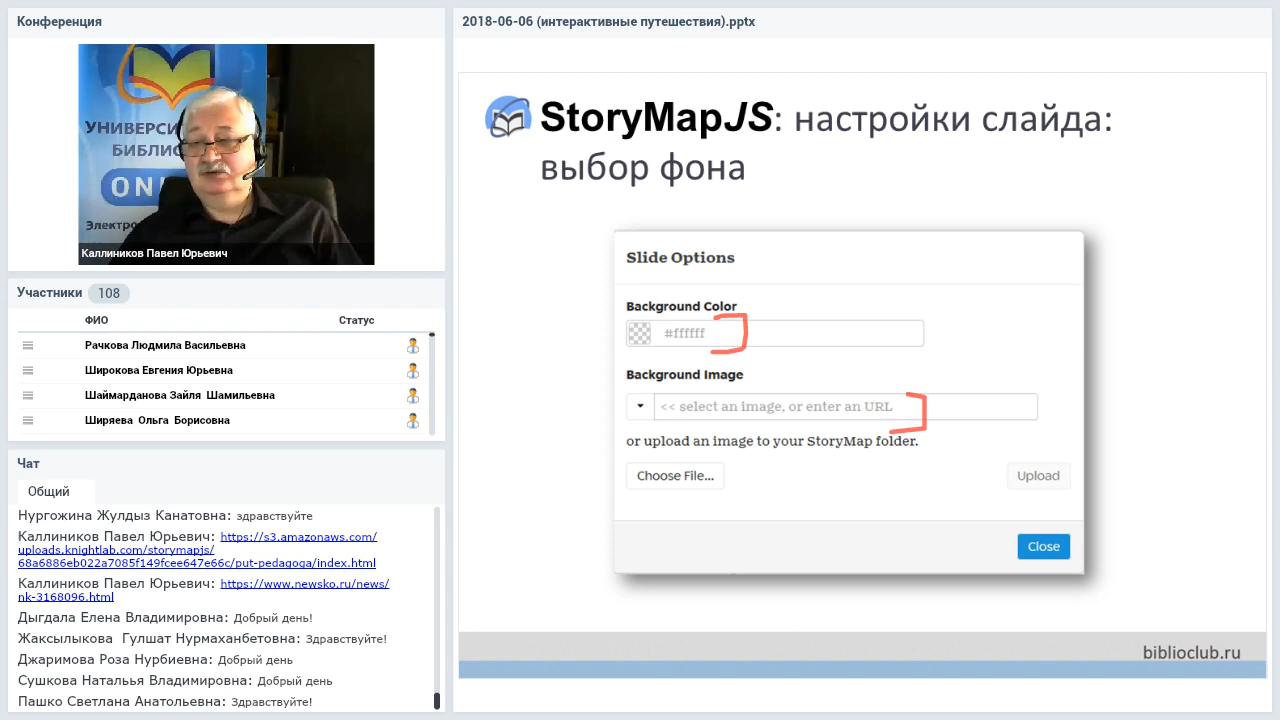 Конференция
УНИВЕРСИ
БИБЛИО
ON
Электро
Каллиников Павел Юрьевич
Участники 108
ФИО Статус
Рачкова Людмила Васильевна
Широкова Евгения Юрьевна
Шаймарданова Зайля Шамильевна
Ширяева Ольга Борисовна
Чат
Общий
Нургожина Жулдыз Канатовна: здравствуйте
Каллиников Павел Юрьевич: https://s3.amazonaws.com/
uploads.knightlab.com/storymapjs/
68a6886eb022a7085f149fcee647e66c/put-pedagoga/index.html
Каллиников Павел Юрьевич: https://www.newsko.ru/news/
nk-3168096.html
Дыгдала Елена Владимировна: Добрый день!
Жаксылыкова Гулшат Нурмаханбетовна: Здравствуйте!
Джаримова Роза Нурбиевна: Добрый день
Сушкова Наталья Владимировна: Добрый день
Пашко Светлана Анатольевна: Здравствуйте!
2018-06-06 (интерактивные путешествия).pptx
StoryMapJS: настройки слайда:
выбор фона
Slide Options
Background Color
#ffffff
Background Image
<< select an image, or enter an URL
or upload an image to your StoryMap folder.
Choose File... Upload
Close
biblioclub.ru